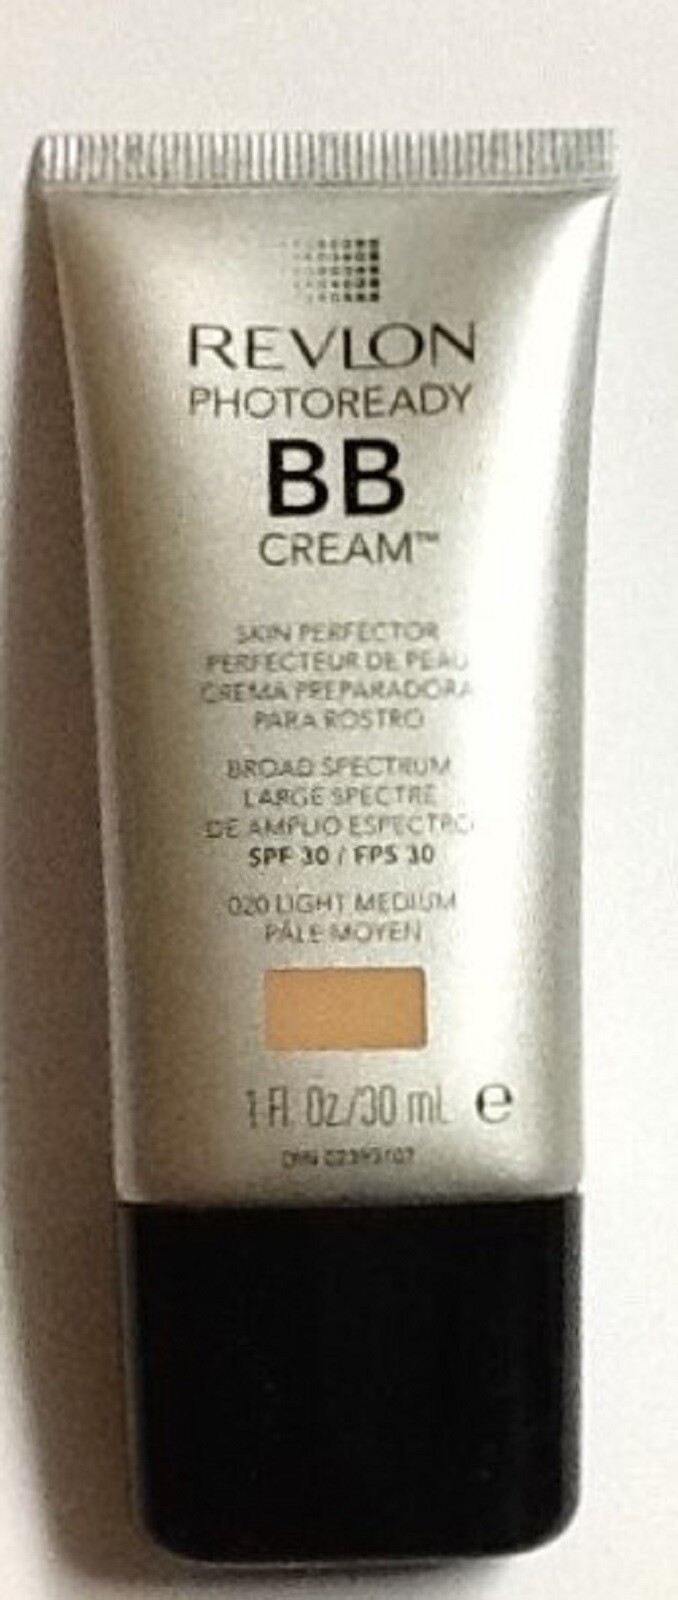 REVLON
PHOTOREADY
BB
CREAM™
SKIN PERFECTOR
PERFECTEUR DE PEAU
CREMA PREPARADORA
PARA ROSTRO
BROAD SPECTRUM
LARGE SPECTRE
DE AMPLIO ESPECTRO
SPF 30 / FPS 30
020 LIGHT MEDIUM
PÂLE MOYEN
1 Fl. Oz/30 mL e